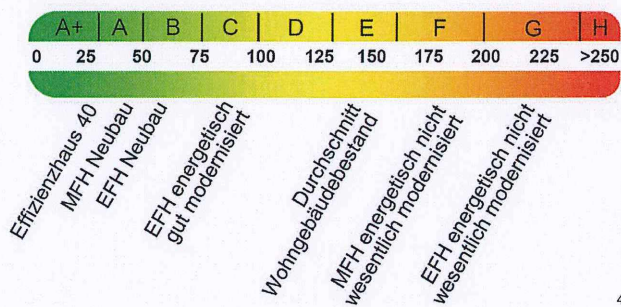 A+ A B C D E F G H
0 25 50 75 100 125 150 175 200 225 >250
Effizienzhaus 40
MFH Neubau
EFH Neubau
EFH energetisch
gut modernisiert
Durchschnitt
Wohngebäudebestand
MFH energetisch nicht
wesentlich modernisiert
EFH energetisch nicht
wesentlich modernisiert